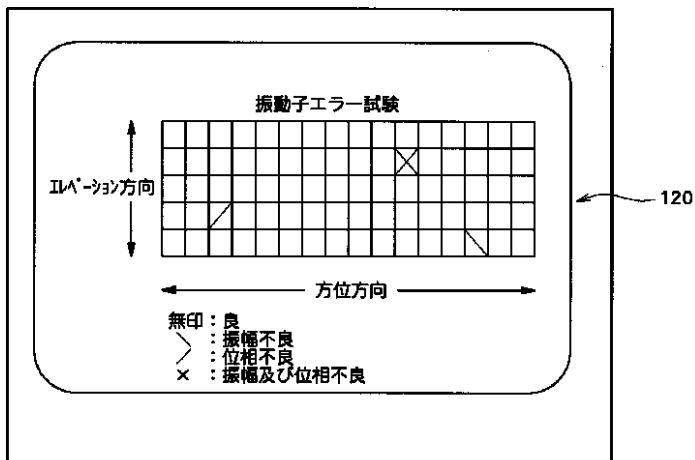 振動子エラー試験
エレベーション方向
120
方位方向
無印：良
＼：振幅不良
／：位相不良
×：振幅及び位相不良